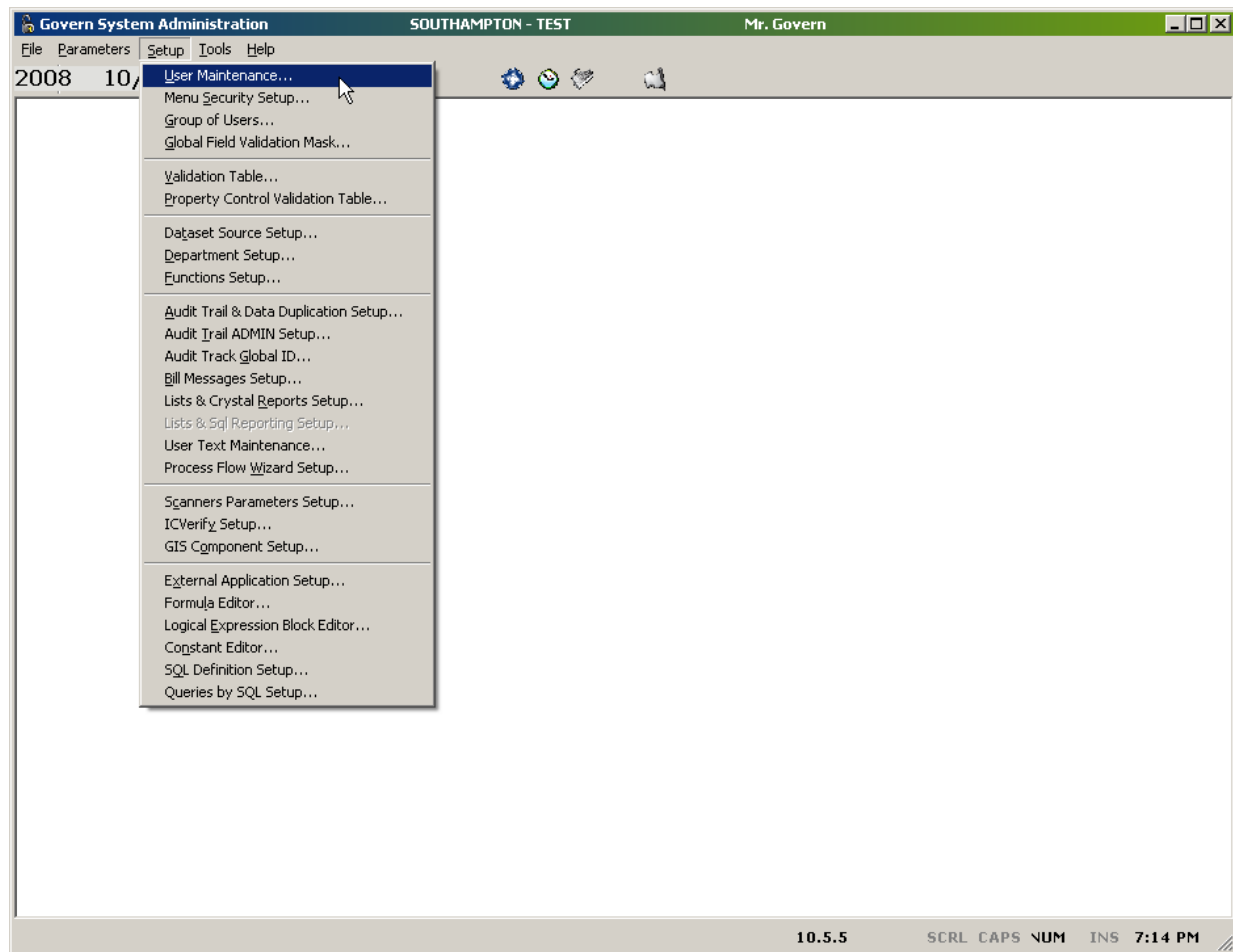 Govern System Administration SOUTHAMPTON - TEST Mr. Govern
File Parameters Setup Tools Help
2008 10/
User Maintenance...
Menu Security Setup...
Group of Users...
Global Field Validation Mask...
Validation Table...
Property Control Validation Table...
Dataset Source Setup...
Department Setup...
Functions Setup...
Audit Trail & Data Duplication Setup...
Audit Trail ADMIN Setup...
Audit Track Global ID...
Bill Messages Setup...
Lists & Crystal Reports Setup...
Lists & Sql Reporting Setup...
User Text Maintenance...
Process Flow Wizard Setup...
Scanners Parameters Setup...
ICVerify Setup...
GIS Component Setup...
External Application Setup...
Formula Editor...
Logical Expression Block Editor...
Constant Editor...
SQL Definition Setup...
Queries by SQL Setup...
10.5.5 SCRL CAPS NUM INS 7:14 PM